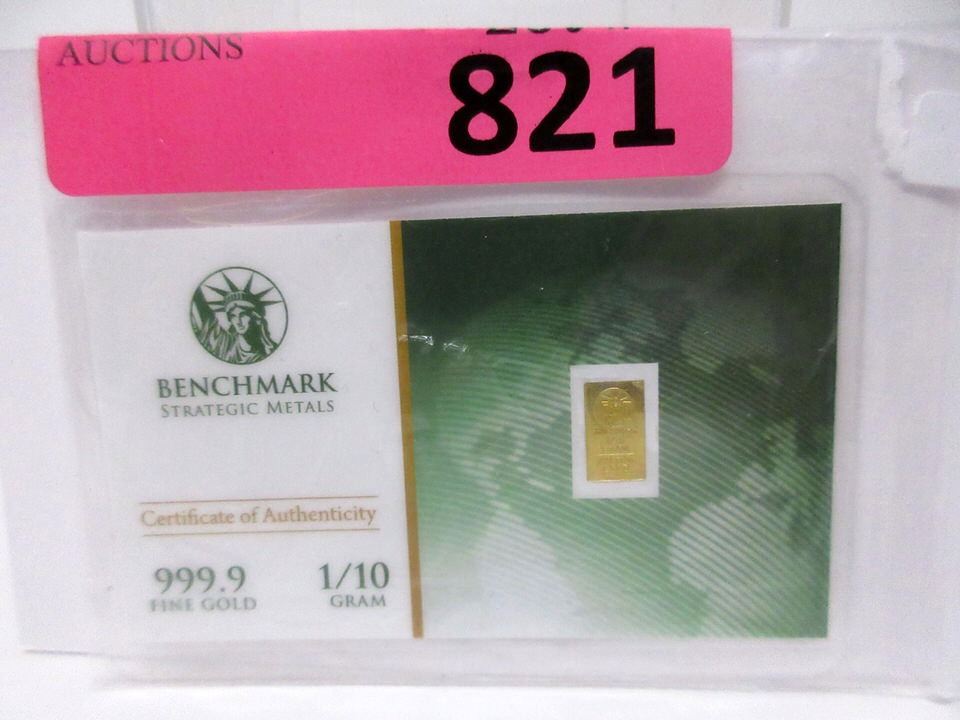 AUCTIONS
821
BENCHMARK
STRATEGIC METALS
Certificate of Authenticity
999.9 1/10
FINE GOLD GRAM